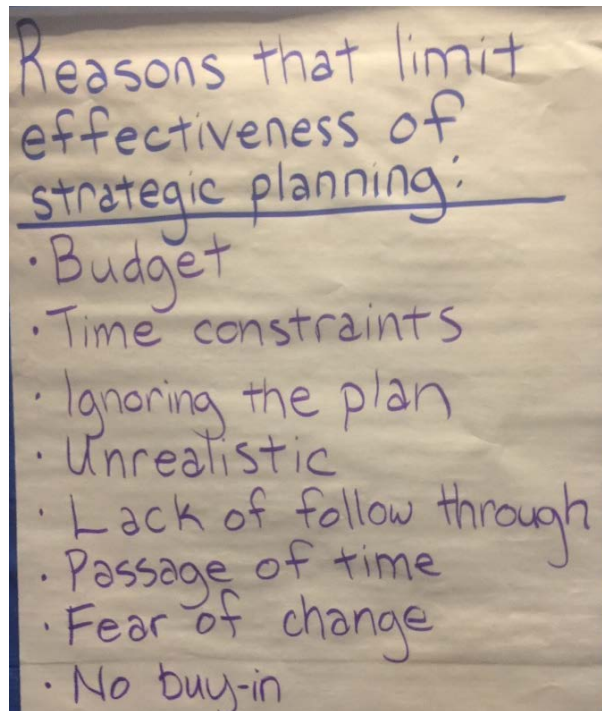 Reasons that limit
effectiveness of
strategic planning:
· Budget
· Time constraints
· Ignoring the plan
· Unrealistic
· Lack of follow through
· Passage of time
· Fear of change
· No buy-in